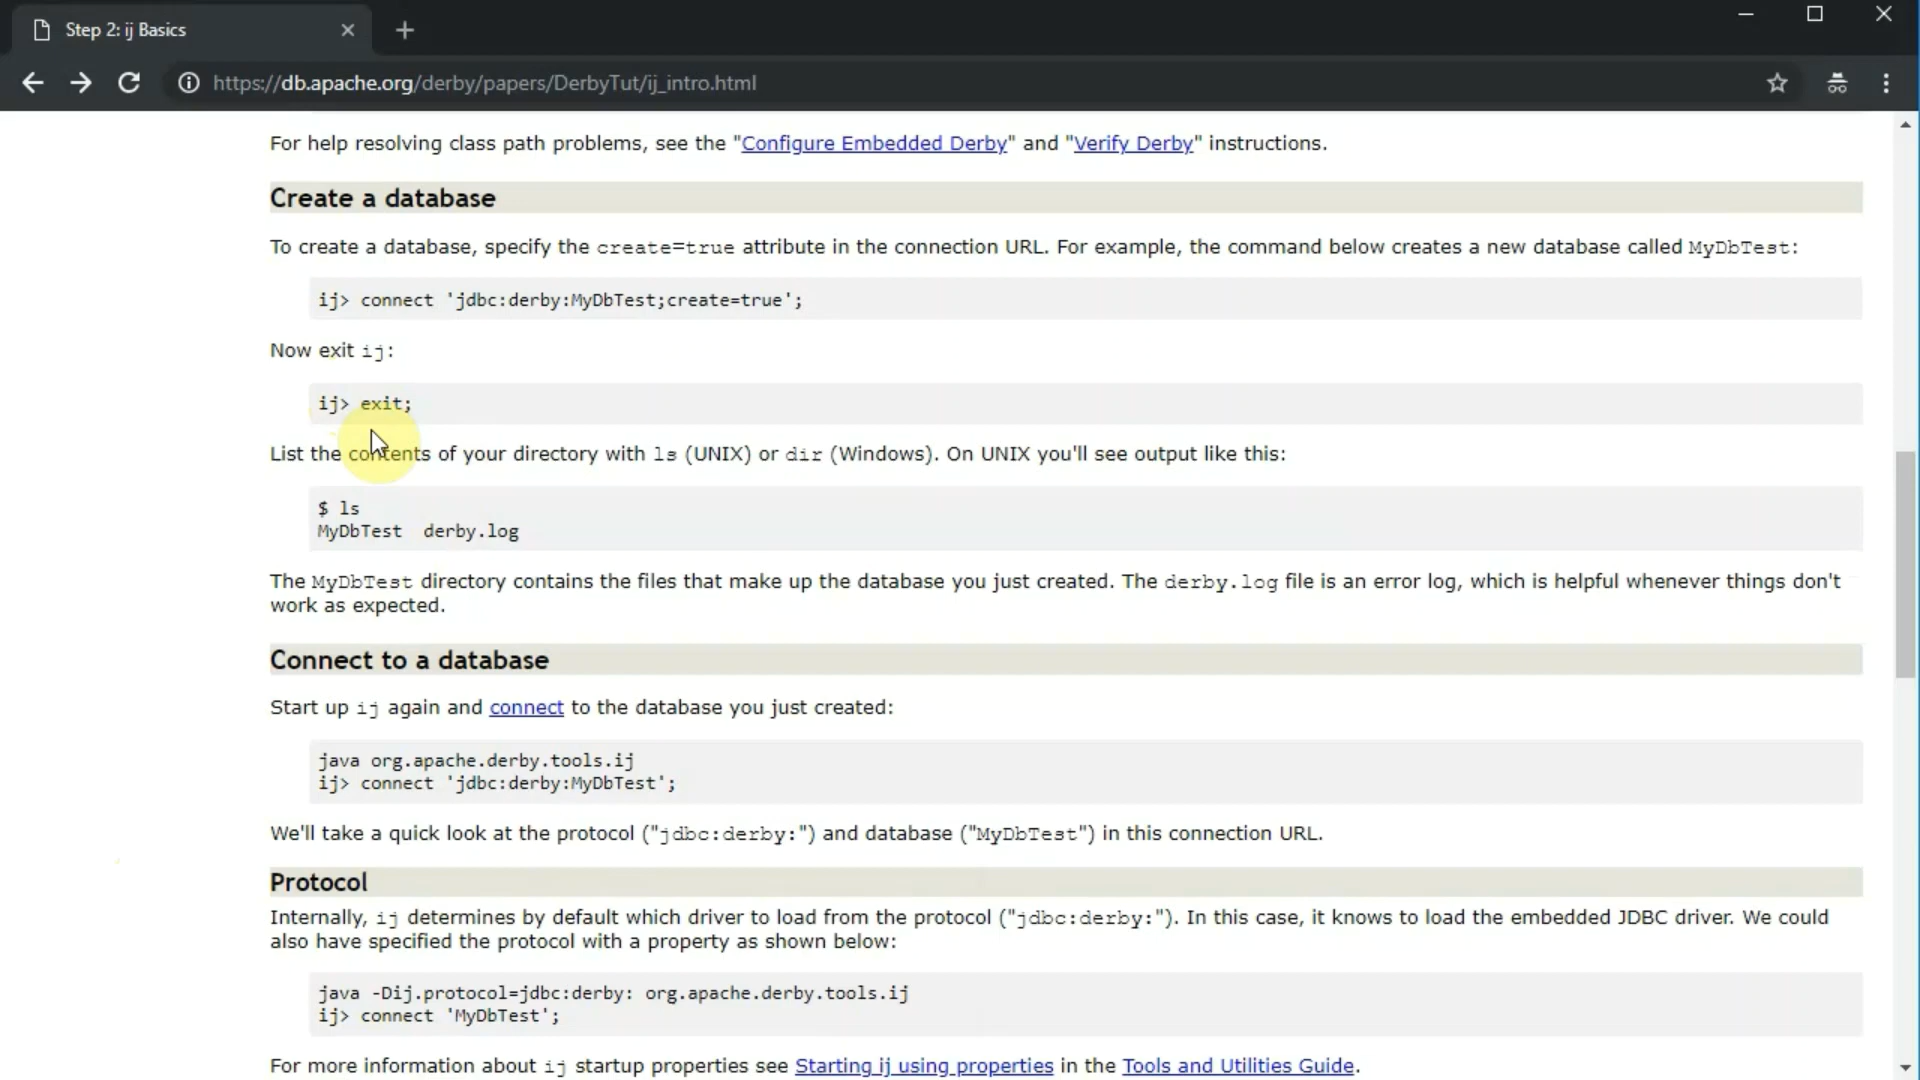 Step 2: ij Basics
https://db.apache.org/derby/papers/DerbyTut/ij_intro.html
For help resolving class path problems, see the "Configure Embedded Derby" and "Verify Derby" instructions.
Create a database
To create a database, specify the create=true attribute in the connection URL. For example, the command below creates a new database called MyDbTest:
ij> connect 'jdbc:derby:MyDbTest;create=true';
Now exit ij:
ij> exit;
List the contents of your directory with ls (UNIX) or dir (Windows). On UNIX you'll see output like this:
$ ls
MyDbTest  derby.log
The MyDbTest directory contains the files that make up the database you just created. The derby.log file is an error log, which is helpful whenever things don't
work as expected.
Connect to a database
Start up ij again and connect to the database you just created:
java org.apache.derby.tools.ij
ij> connect 'jdbc:derby:MyDbTest';
We'll take a quick look at the protocol ("jdbc:derby:") and database ("MyDbTest") in this connection URL.
Protocol
Internally, ij determines by default which driver to load from the protocol ("jdbc:derby:"). In this case, it knows to load the embedded JDBC driver. We could
also have specified the protocol with a property as shown below:
java -Dij.protocol=jdbc:derby: org.apache.derby.tools.ij
ij> connect 'MyDbTest';
For more information about ij startup properties see Starting ij using properties in the Tools and Utilities Guide.